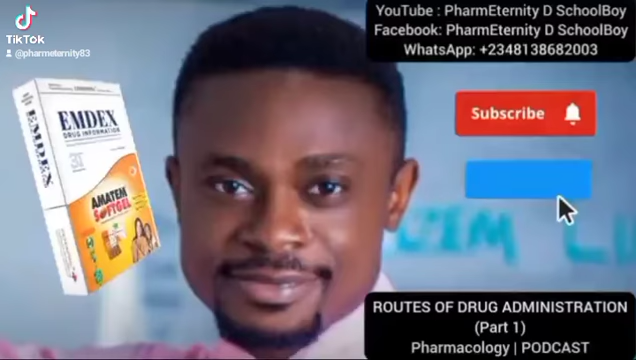 TikTok
@pharmeternity83
YouTube : PharmEternity D SchoolBoy
Facebook: PharmEternity D SchoolBoy
WhatsApp: +2348138682003
EMDEX
DRUG INFORMATION
EMDEX
AMATEM
SOFTGEL
Subscribe
ROUTES OF DRUG ADMINISTRATION
(Part 1)
Pharmacology | PODCAST